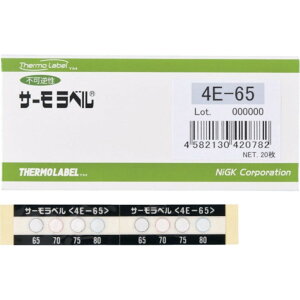 Thermo Label
不可逆性
サーモラベル®
4E-65
Lot. 000000
4 582130 420782
NET. 20枚
THERMOLABEL
NiGK Corporation
サーモラベル <4E-65> サーモラベル <4E-65>
65 70 75 80 65 70 75 80